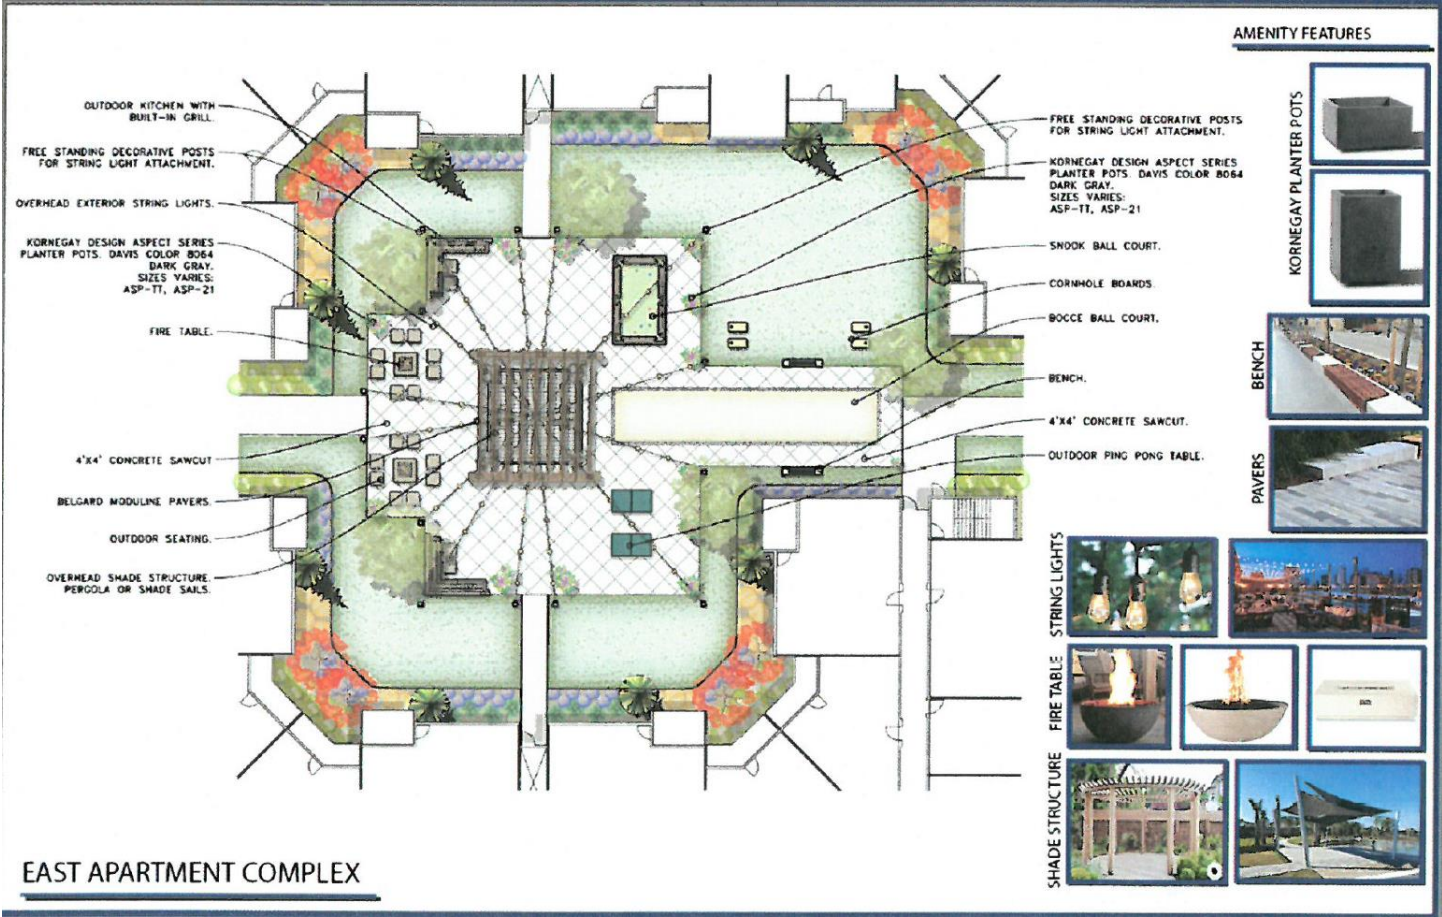 AMENITY FEATURES
OUTDOOR KITCHEN WITH
BUILT-IN GRILL.
FREE STANDING DECORATIVE POSTS
FOR STRING LIGHT ATTACHMENT.
OVERHEAD EXTERIOR STRING LIGHTS.
KORNEGAY DESIGN ASPECT SERIES
PLANTER POTS. DAVIS COLOR 8064
DARK GRAY.
SIZES VARIES:
ASP-TT, ASP-21
FIRE TABLE.
4'X4' CONCRETE SAWCUT
BELGARD MODULINE PAVERS.
OUTDOOR SEATING.
OVERHEAD SHADE STRUCTURE.
PERGOLA OR SHADE SAILS.
FREE STANDING DECORATIVE POSTS
FOR STRING LIGHT ATTACHMENT.
KORNEGAY DESIGN ASPECT SERIES
PLANTER POTS. DAVIS COLOR 8064
DARK GRAY.
SIZES VARIES:
ASP-TT, ASP-21
SNOOK BALL COURT.
CORNHOLE BOARDS.
BOCCE BALL COURT.
BENCH.
4'X4' CONCRETE SAWCUT.
OUTDOOR PING PONG TABLE.
KORNEGAY PLANTER POTS
BENCH
PAVERS
STRING LIGHTS
FIRE TABLE
SHADE STRUCTURE
EAST APARTMENT COMPLEX